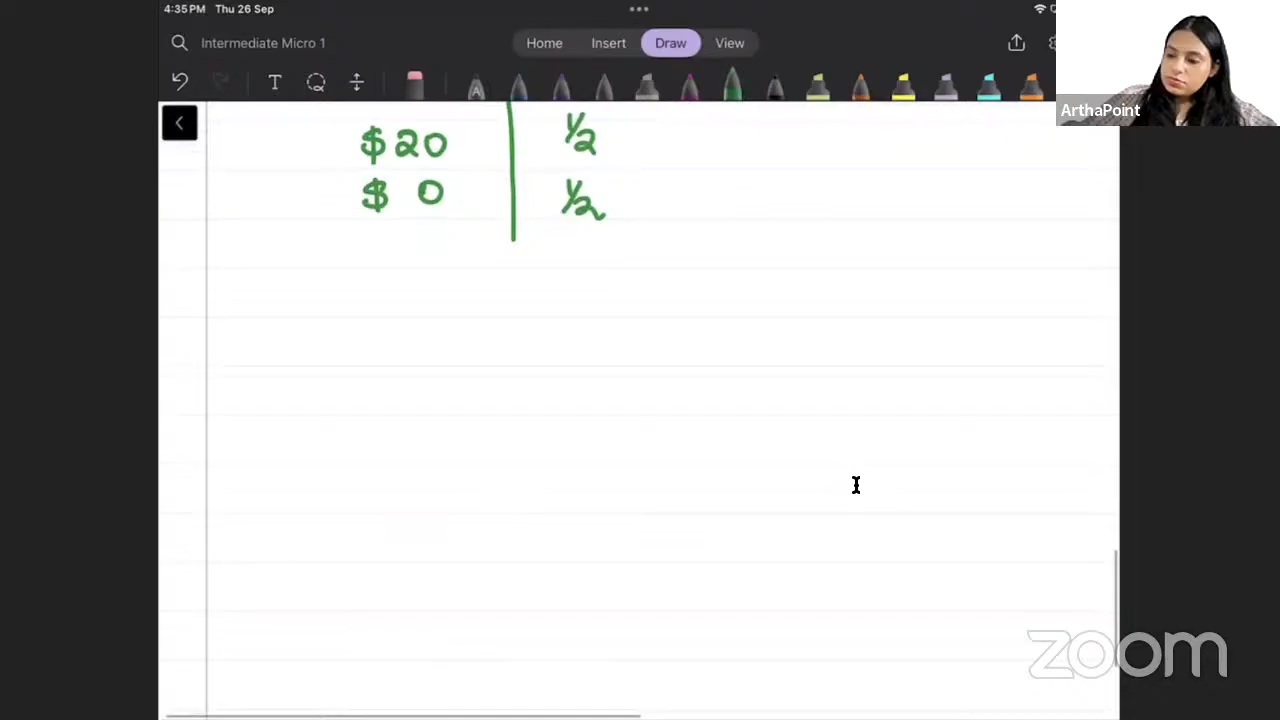 4:35 PM Thu 26 Sep
Intermediate Micro 1
Home Insert Draw View
T
A
ArthaPoint
$20 1/2
$ 0 1/2
zoom